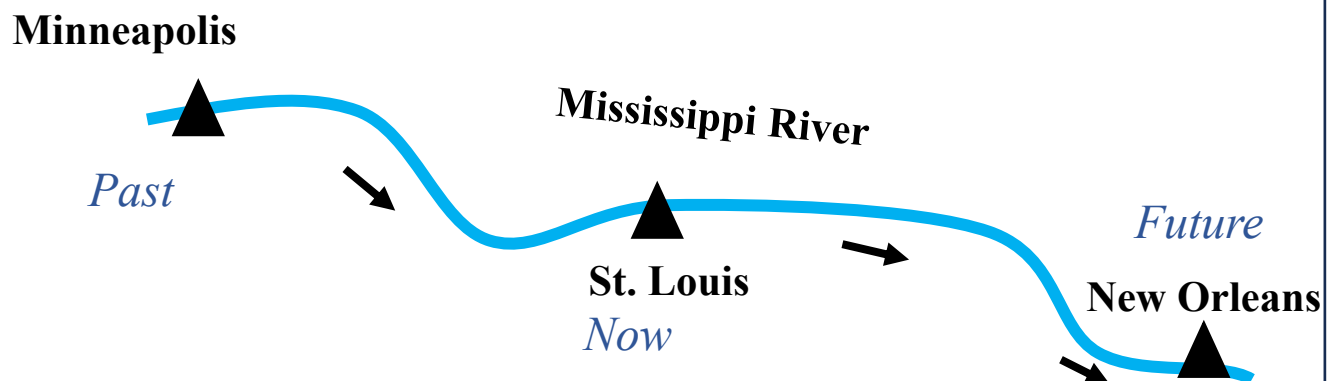 Minneapolis
Mississippi River
Past
Future
St. Louis
New Orleans
Now